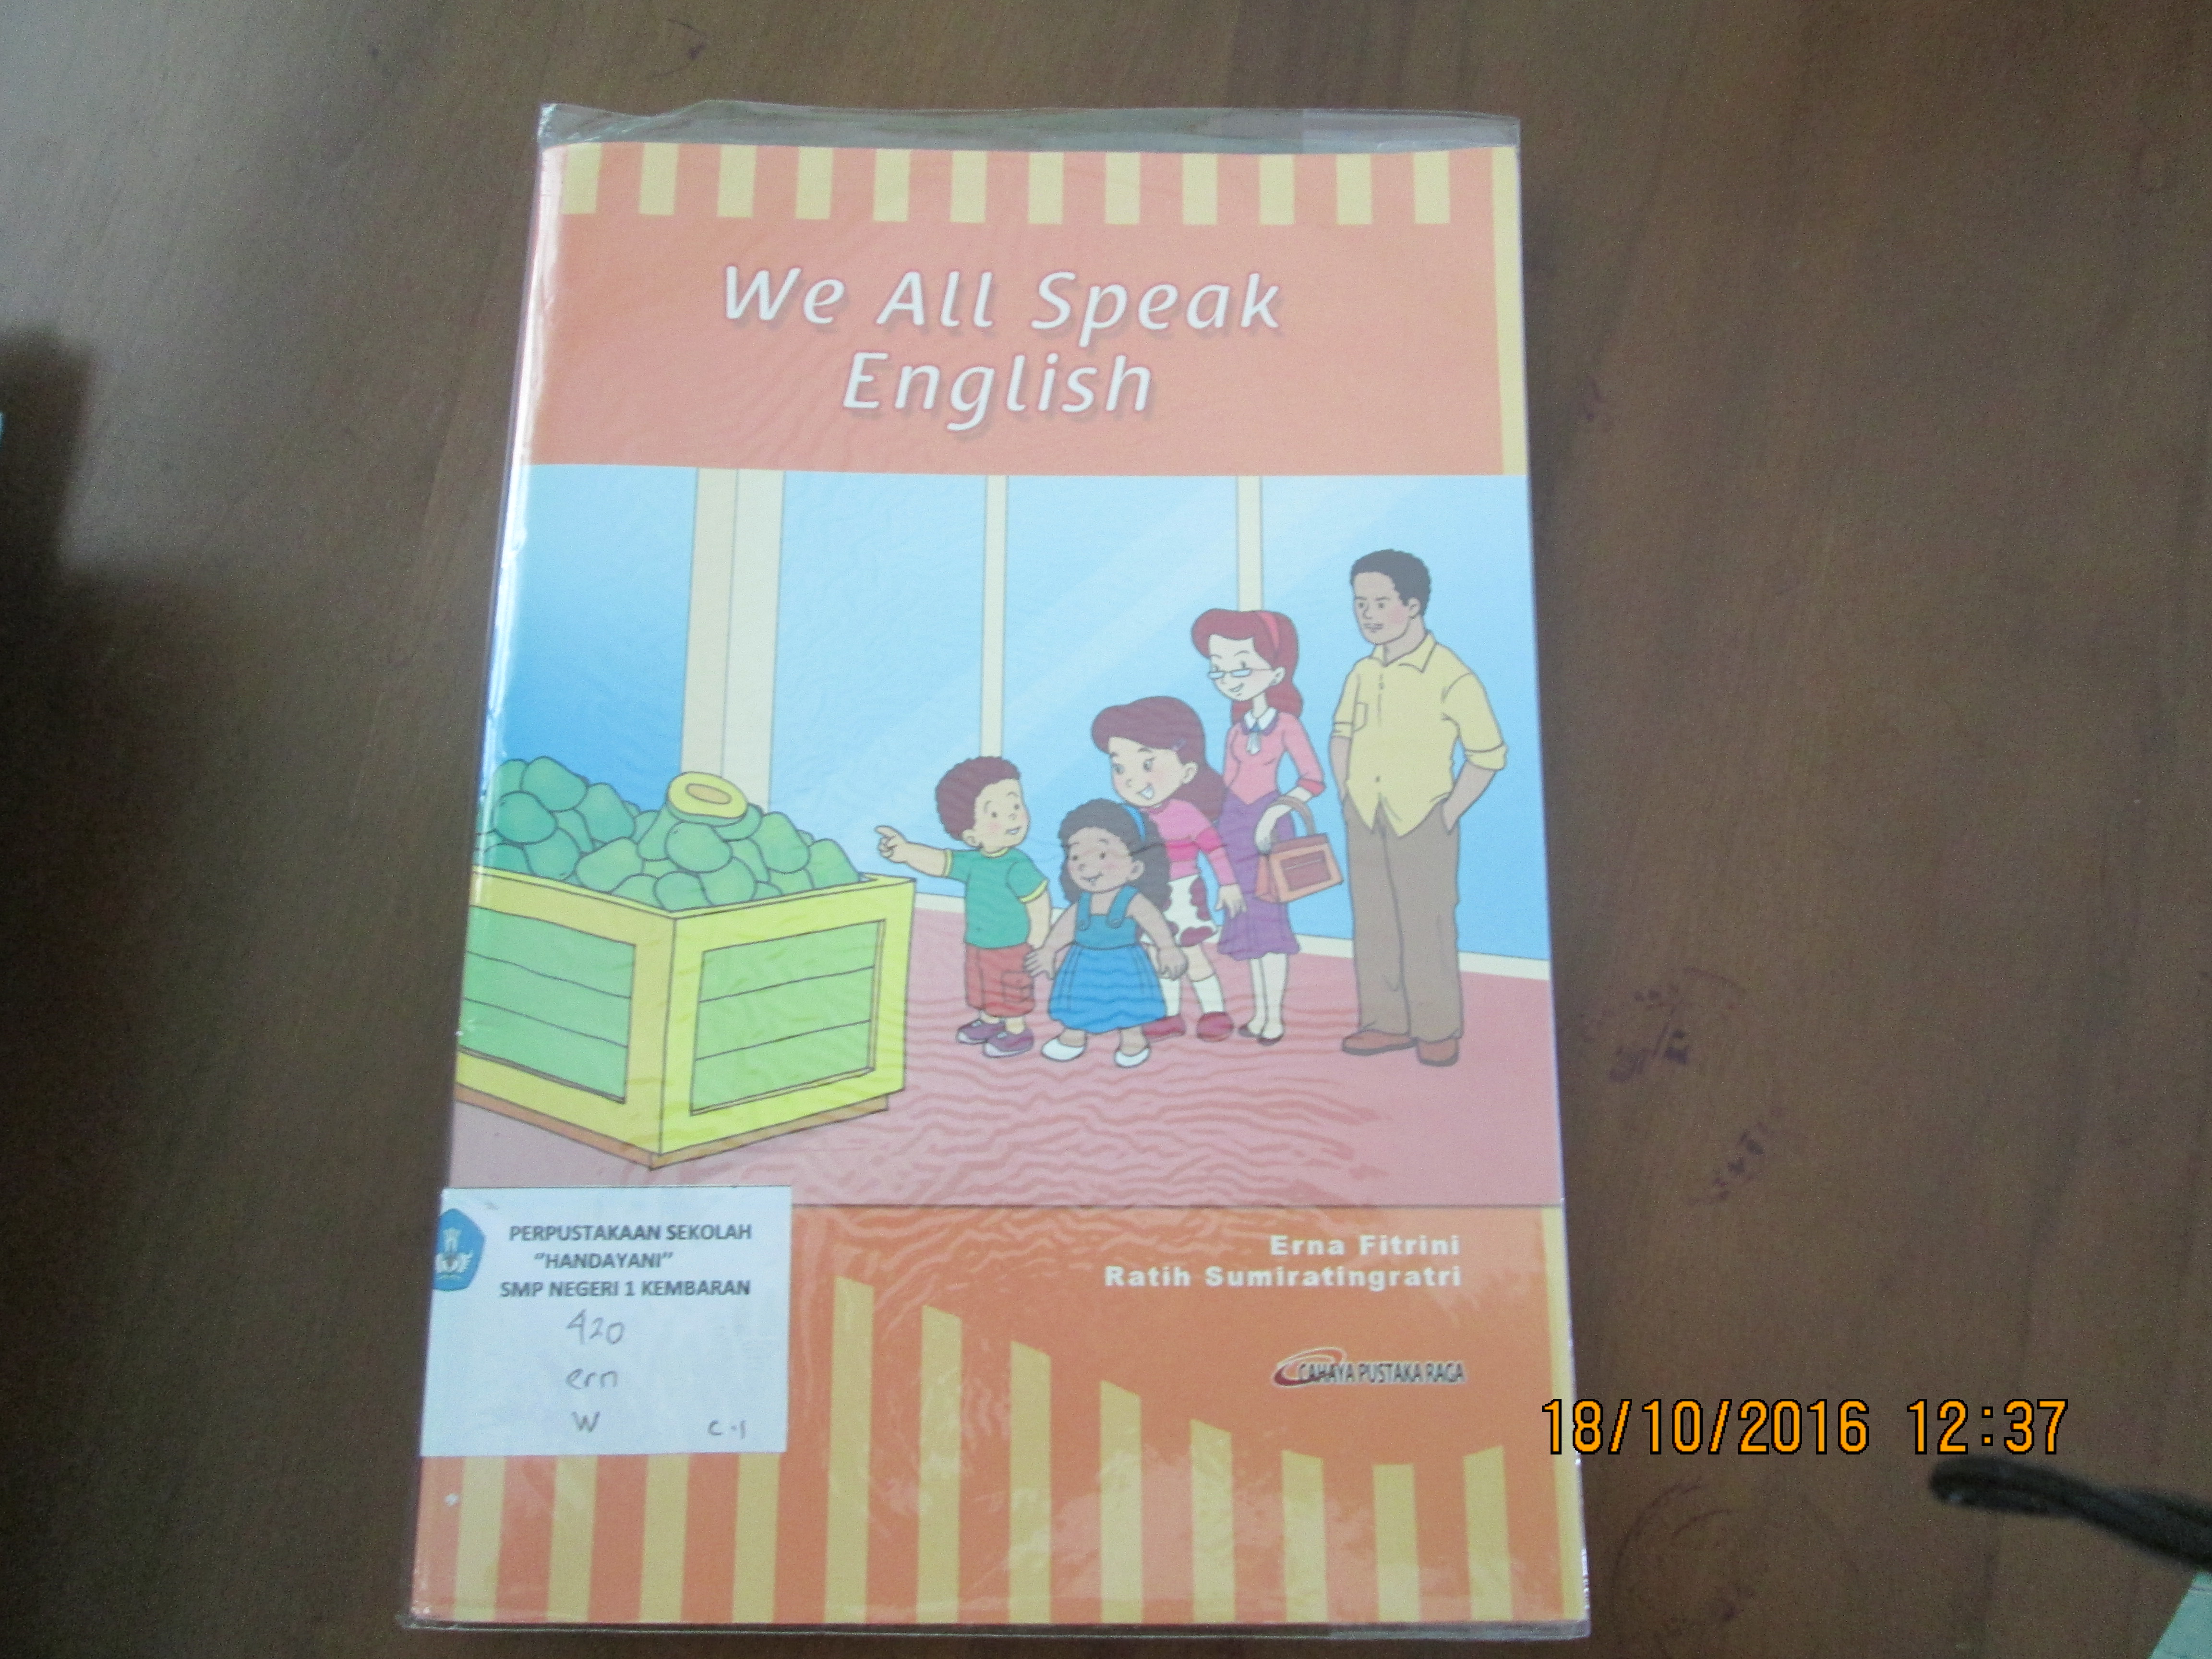 We All Speak
English
PERPUSTAKAAN SEKOLAH
"HANDAYANI"
SMP NEGERI 1 KEMBARAN
420
ern
W
c-1
Erna Fitrini
Ratih Sumiratingratri
CAHAYA PUSTAKA RAGA
18/10/2016 12:37